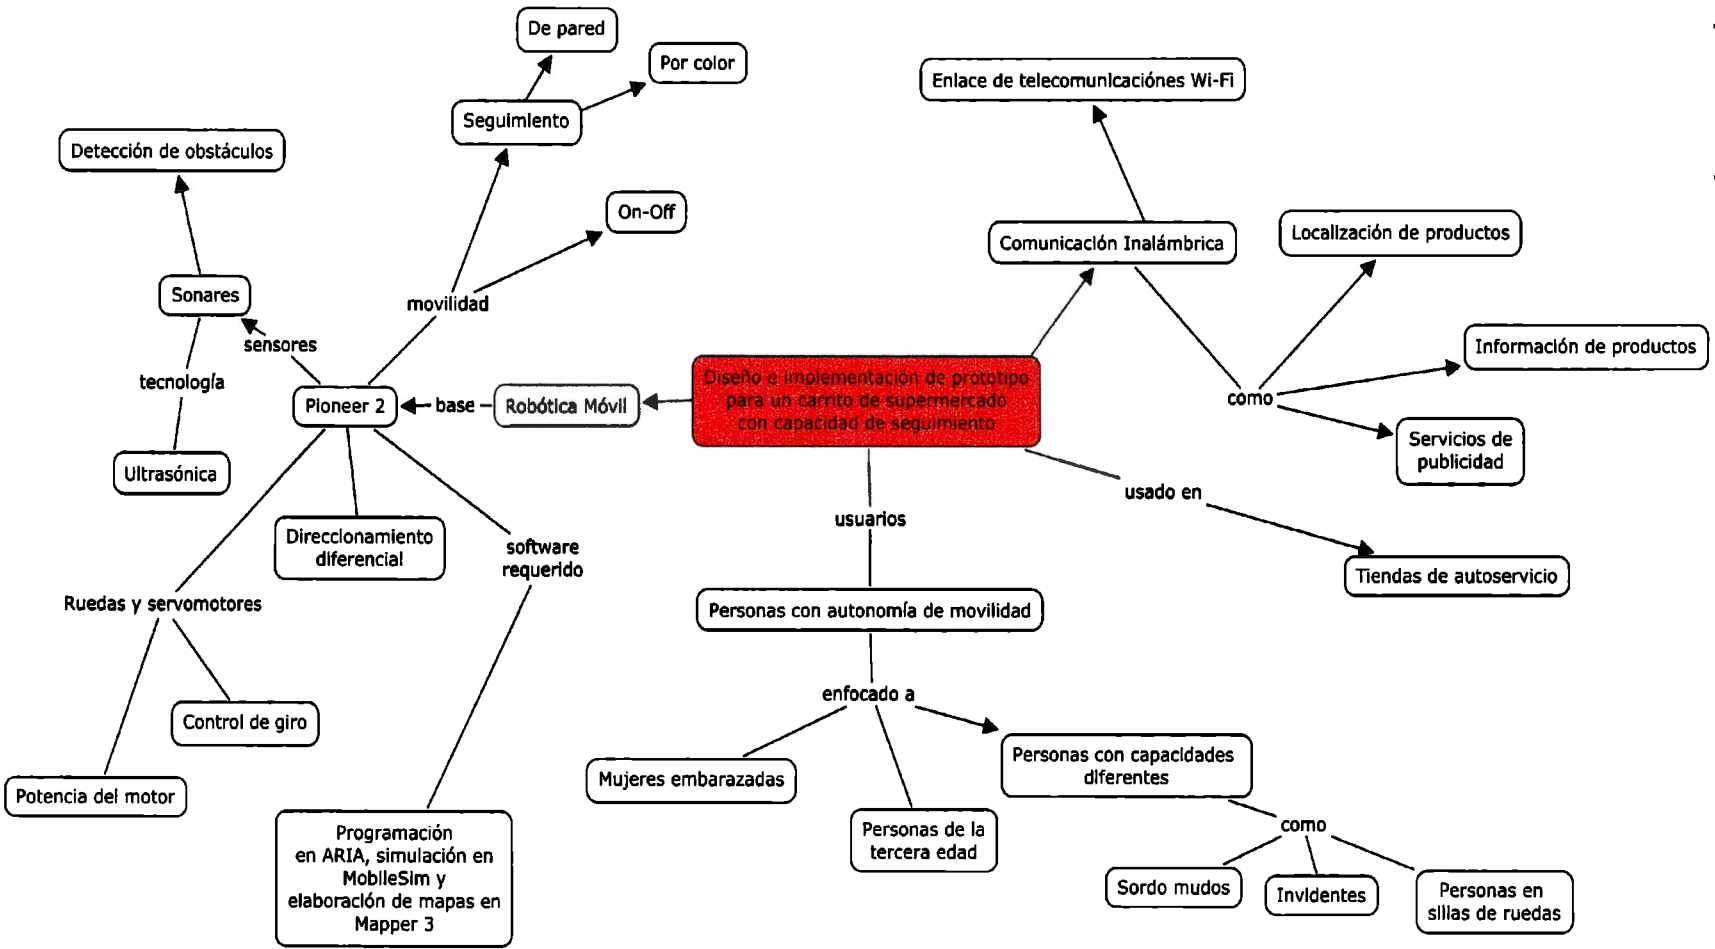 De pared
Por color
Seguimiento
Enlace de telecomunicaciónes Wi-Fi
Detección de obstáculos
On-Off
Comunicación Inalámbrica
Localización de productos
Sonares
movilidad
sensores
tecnología
Información de productos
Diseño e implementación de prototipo
para un carrito de supermercado
con capacidad de seguimiento
Pioneer 2
base
Robótica Móvil
como
Servicios de
publicidad
Ultrasónica
usado en
usuarios
Direccionamiento
diferencial
software
requerido
Tiendas de autoservicio
Ruedas y servomotores
Personas con autonomía de movilidad
Control de giro
enfocado a
Potencia del motor
Mujeres embarazadas
Personas con capacidades
diferentes
Programación
en ARIA, simulación en
MobileSim y
elaboración de mapas en
Mapper 3
Personas de la
tercera edad
como
Sordo mudos
Invidentes
Personas en
sillas de ruedas